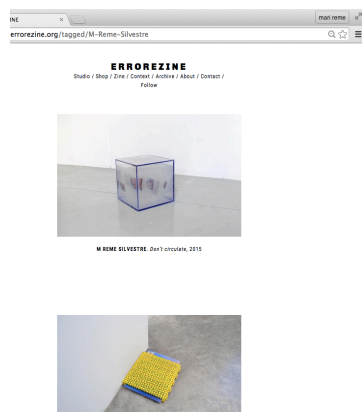 INE ×
mari reme
errorezine.org/tagged/M-Reme-Silvestre
ERROREZINE
Studio / Shop / Zine / Context / Archive / About / Contact /
Follow
M REME SILVESTRE. Don't circulate, 2015